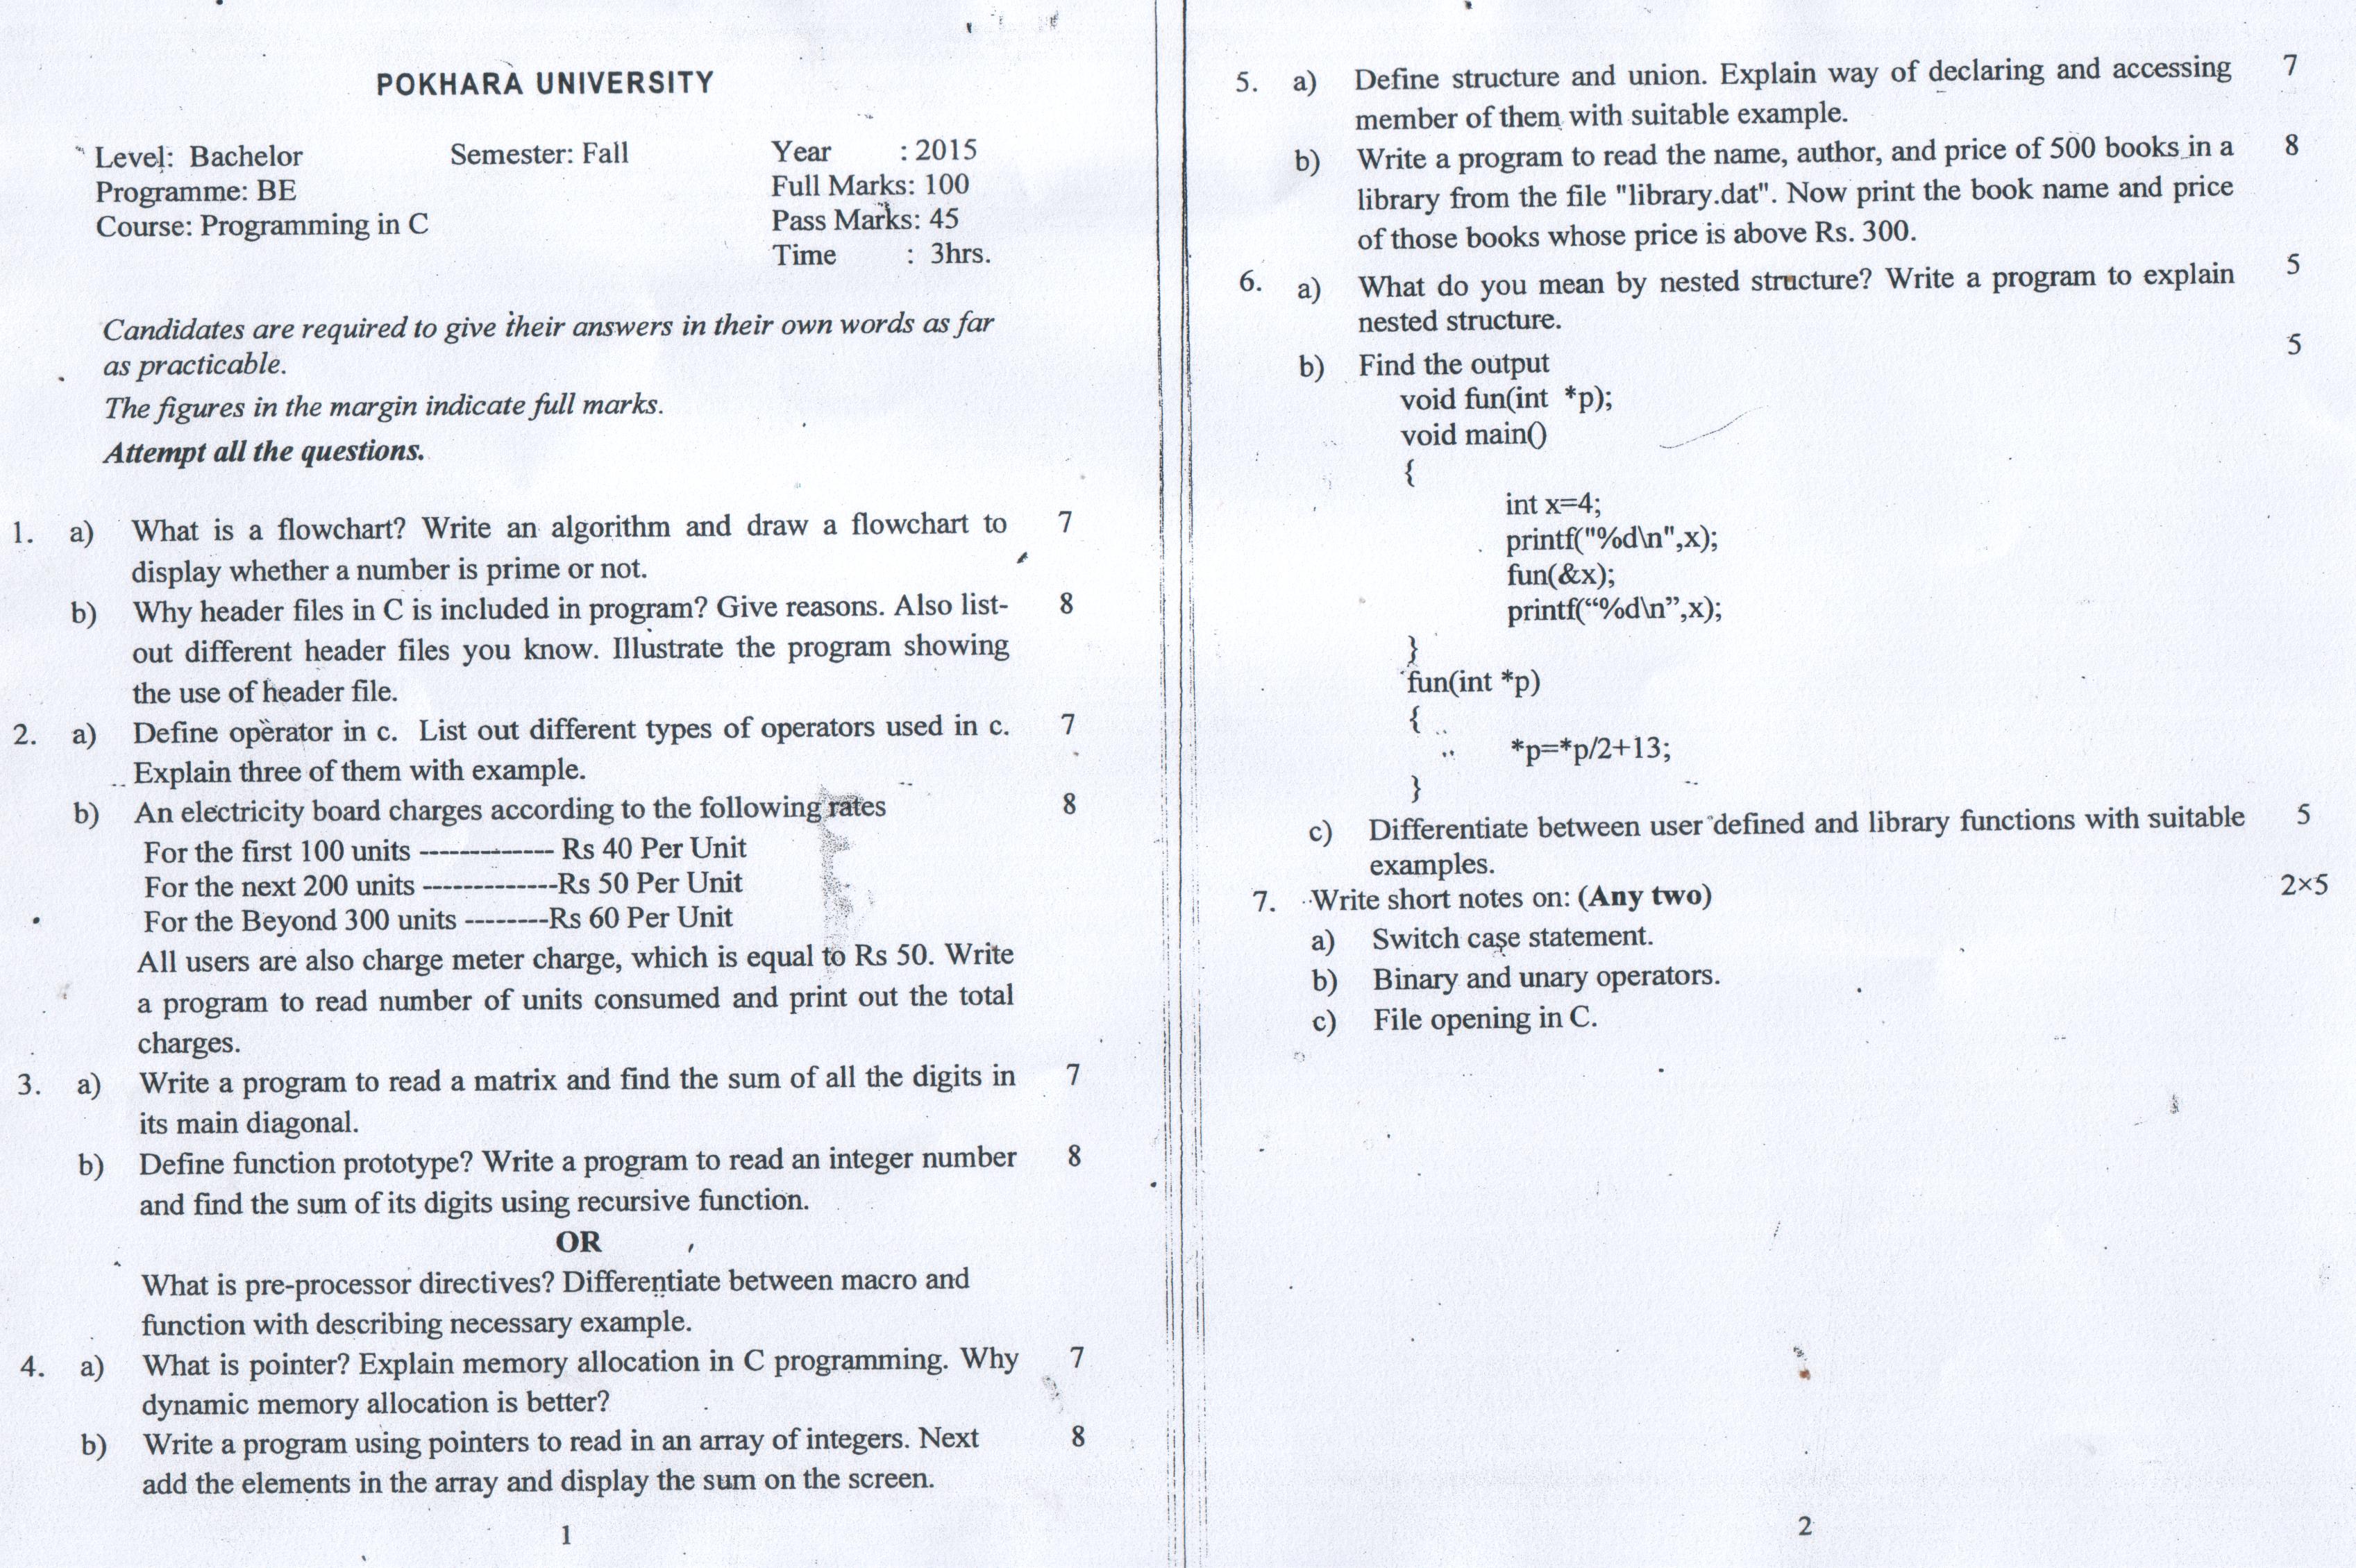 POKHARA UNIVERSITY
Level: Bachelor Semester: Fall Year : 2015
Programme: BE Full Marks: 100
Course: Programming in C Pass Marks: 45
Time : 3hrs.
Candidates are required to give their answers in their own words as far
as practicable.
The figures in the margin indicate full marks.
Attempt all the questions.
1. a) What is a flowchart? Write an algorithm and draw a flowchart to 7
display whether a number is prime or not.
b) Why header files in C is included in program? Give reasons. Also list- 8
out different header files you know. Illustrate the program showing
the use of header file.
2. a) Define operator in c. List out different types of operators used in c. 7
Explain three of them with example.
b) An electricity board charges according to the following rates 8
For the first 100 units ------------- Rs 40 Per Unit
For the next 200 units -------------Rs 50 Per Unit
For the Beyond 300 units --------Rs 60 Per Unit
All users are also charge meter charge, which is equal to Rs 50. Write
a program to read number of units consumed and print out the total
charges.
3. a) Write a program to read a matrix and find the sum of all the digits in 7
its main diagonal.
b) Define function prototype? Write a program to read an integer number 8
and find the sum of its digits using recursive function.
OR
What is pre-processor directives? Differentiate between macro and
function with describing necessary example.
4. a) What is pointer? Explain memory allocation in C programming. Why 7
dynamic memory allocation is better?
b) Write a program using pointers to read in an array of integers. Next 8
add the elements in the array and display the sum on the screen.
1
5. a) Define structure and union. Explain way of declaring and accessing 7
member of them with suitable example.
b) Write a program to read the name, author, and price of 500 books in a 8
library from the file "library.dat". Now print the book name and price
of those books whose price is above Rs. 300.
6. a) What do you mean by nested structure? Write a program to explain 5
nested structure.
b) Find the output 5
void fun(int *p);
void main()
{
int x=4;
printf("%d\n",x);
fun(&x);
printf(“%d\n”,x);
}
fun(int *p)
{
*p=*p/2+13;
}
c) Differentiate between user defined and library functions with suitable 5
examples.
7. Write short notes on: (Any two) 2×5
a) Switch case statement.
b) Binary and unary operators.
c) File opening in C.
2